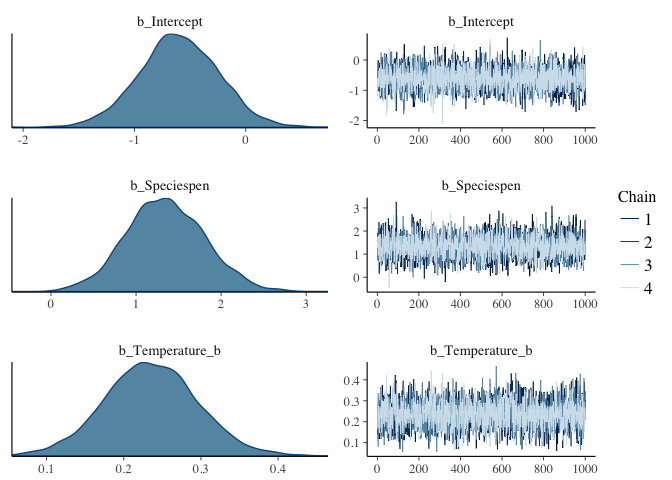 b_Intercept
-2 -1 0
b_Intercept
0
-1
-2
0 200 400 600 800 1000
b_Speciespen
0 1 2 3
b_Speciespen
3
2
1
0
0 200 400 600 800 1000
Chain
1
2
3
4
b_Temperature_b
0.1 0.2 0.3 0.4
b_Temperature_b
0.4
0.3
0.2
0.1
0 200 400 600 800 1000